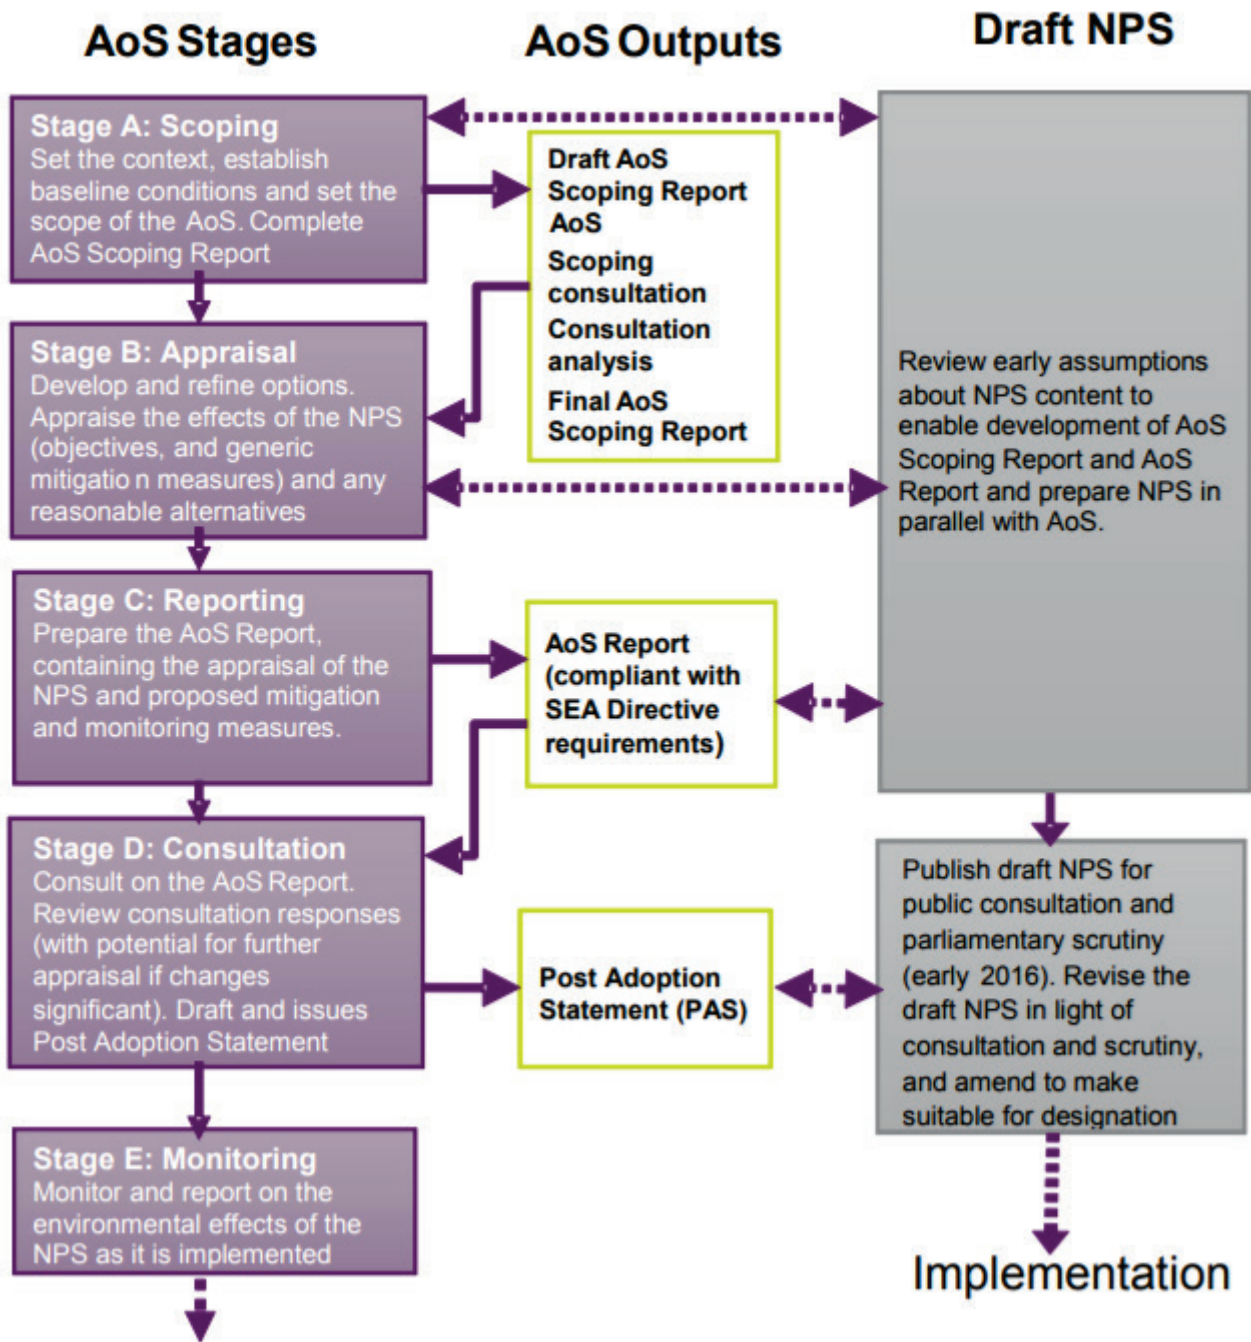 AoS Stages
AoS Outputs
Draft NPS
Stage A: Scoping
Set the context, establish
baseline conditions and set the
scope of the AoS. Complete
AoS Scoping Report
Draft AoS
Scoping Report
AoS
Scoping
consultation
Consultation
analysis
Final AoS
Scoping Report
Stage B: Appraisal
Develop and refine options.
Appraise the effects of the NPS
(objectives, and generic
mitigatio n measures) and any
reasonable alternatives
Review early assumptions
about NPS content to
enable development of AoS
Scoping Report and AoS
Report and prepare NPS in
parallel with AoS.
Stage C: Reporting
Prepare the AoS Report,
containing the appraisal of the
NPS and proposed mitigation
and monitoring measures.
AoS Report
(compliant with
SEA Directive
requirements)
Stage D: Consultation
Consult on the AoS Report.
Review consultation responses
(with potential for further
appraisal if changes
significant). Draft and issues
Post Adoption Statement
Post Adoption
Statement (PAS)
Publish draft NPS for
public consultation and
parliamentary scrutiny
(early 2016). Revise the
draft NPS in light of
consultation and scrutiny,
and amend to make
suitable for designation
Stage E: Monitoring
Monitor and report on the
environmental effects of the
NPS as it is implemented
Implementation